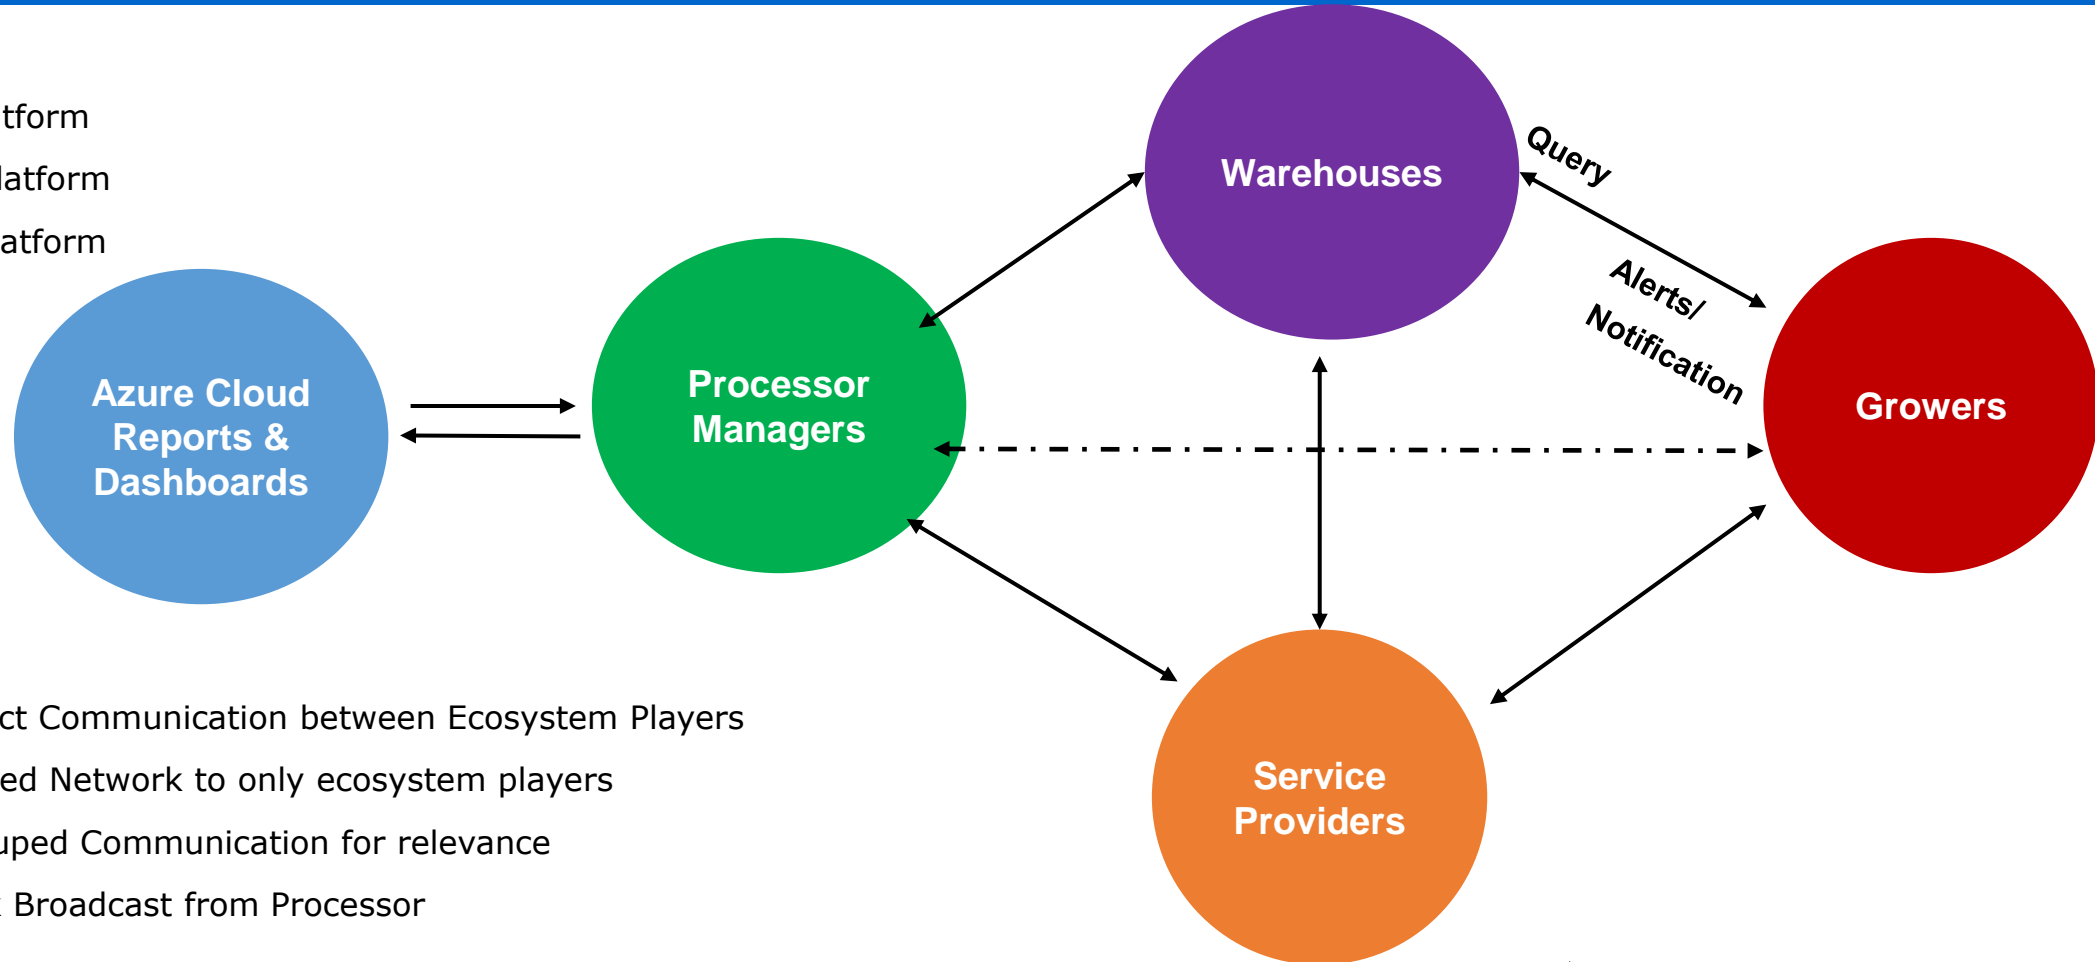 tform
latform
atform
Warehouses
Query
Alerts/
Notification
Growers
Processor
Managers
Azure Cloud
Reports &
Dashboards
Service
Providers
ct Communication between Ecosystem Players
ed Network to only ecosystem players
uped Communication for relevance
Broadcast from Processor